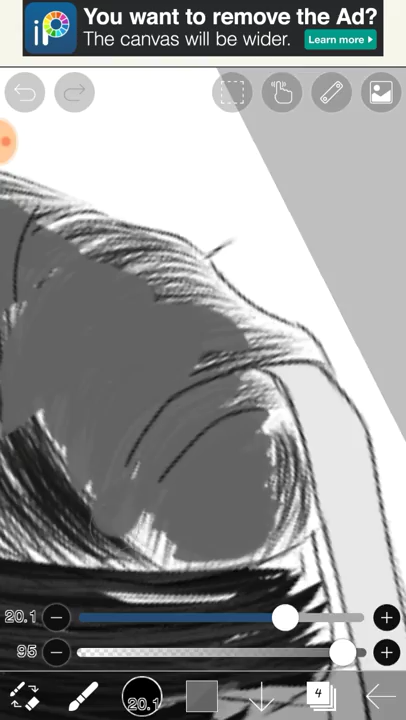 iP
You want to remove the Ad?
The canvas will be wider.
Learn more
20.1
95
20.1
4